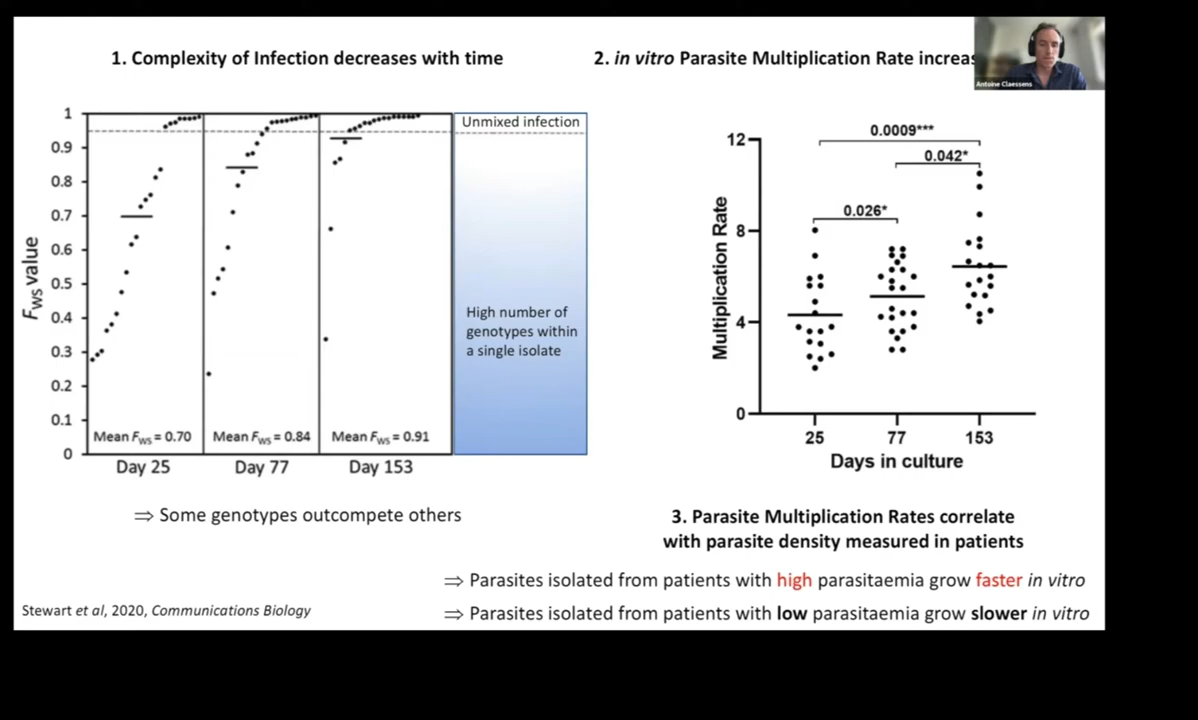 1. Complexity of Infection decreases with time
1
0.9
0.8
0.7
0.6
0.5
0.4
0.3
0.2
0.1
0
FWS value
Mean FWS = 0.70
Mean FWS = 0.84
Mean FWS = 0.91
Day 25
Day 77
Day 153
Unmixed infection
High number of
genotypes within
a single isolate
⇒ Some genotypes outcompete others
Stewart et al, 2020, Communications Biology
2. in vitro Parasite Multiplication Rate increas
Antoine Claessens
0.0009***
0.042*
0.026*
12
8
4
0
Multiplication Rate
25
77
153
Days in culture
3. Parasite Multiplication Rates correlate
with parasite density measured in patients
⇒ Parasites isolated from patients with high parasitaemia grow faster in vitro
⇒ Parasites isolated from patients with low parasitaemia grow slower in vitro